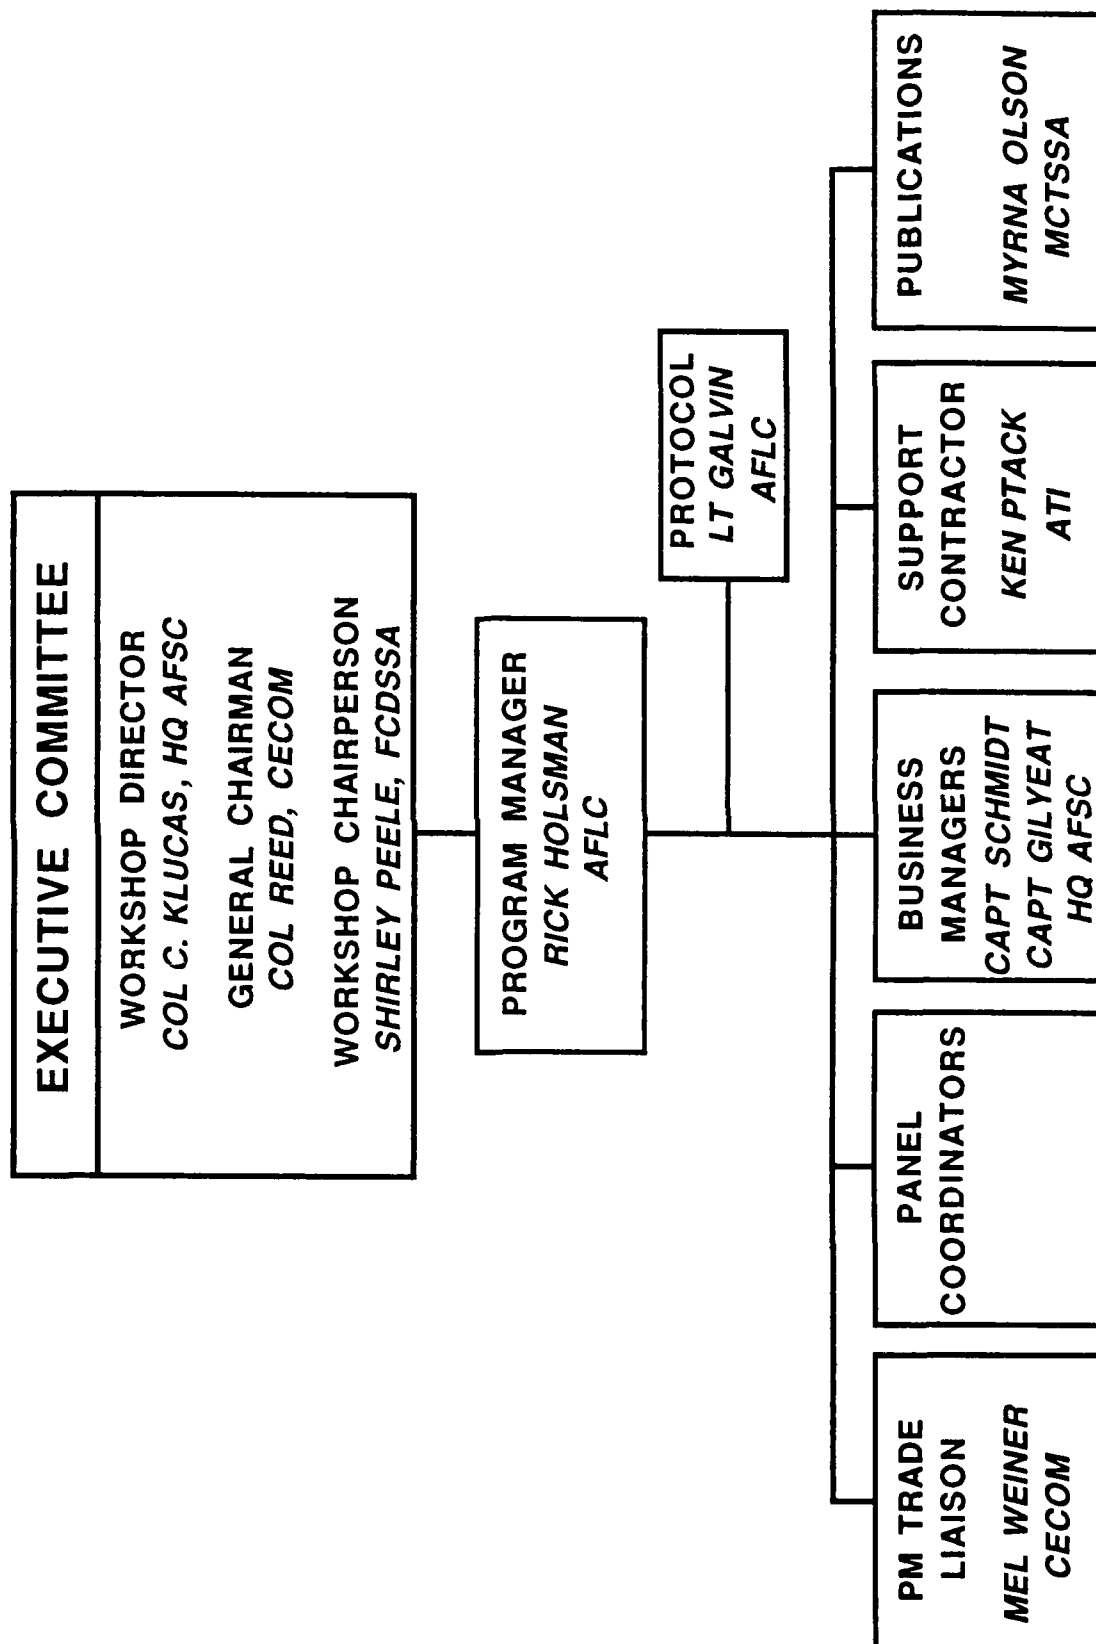 EXECUTIVE COMMITTEE
WORKSHOP DIRECTOR
COL C. KLUCAS, HQ AFSC
GENERAL CHAIRMAN
COL REED, CECOM
WORKSHOP CHAIRPERSON
SHIRLEY PEELE, FCDSSA
PROGRAM MANAGER
RICK HOLSMAN
AFLC
PROTOCOL
LT GALVIN
AFLC
PM TRADE
LIAISON
MEL WEINER
CECOM
PANEL
COORDINATORS
BUSINESS
MANAGERS
CAPT SCHMIDT
CAPT GILYEAT
HQ AFSC
SUPPORT
CONTRACTOR
KEN PTACK
ATI
PUBLICATIONS
MYRNA OLSON
MCTSSA